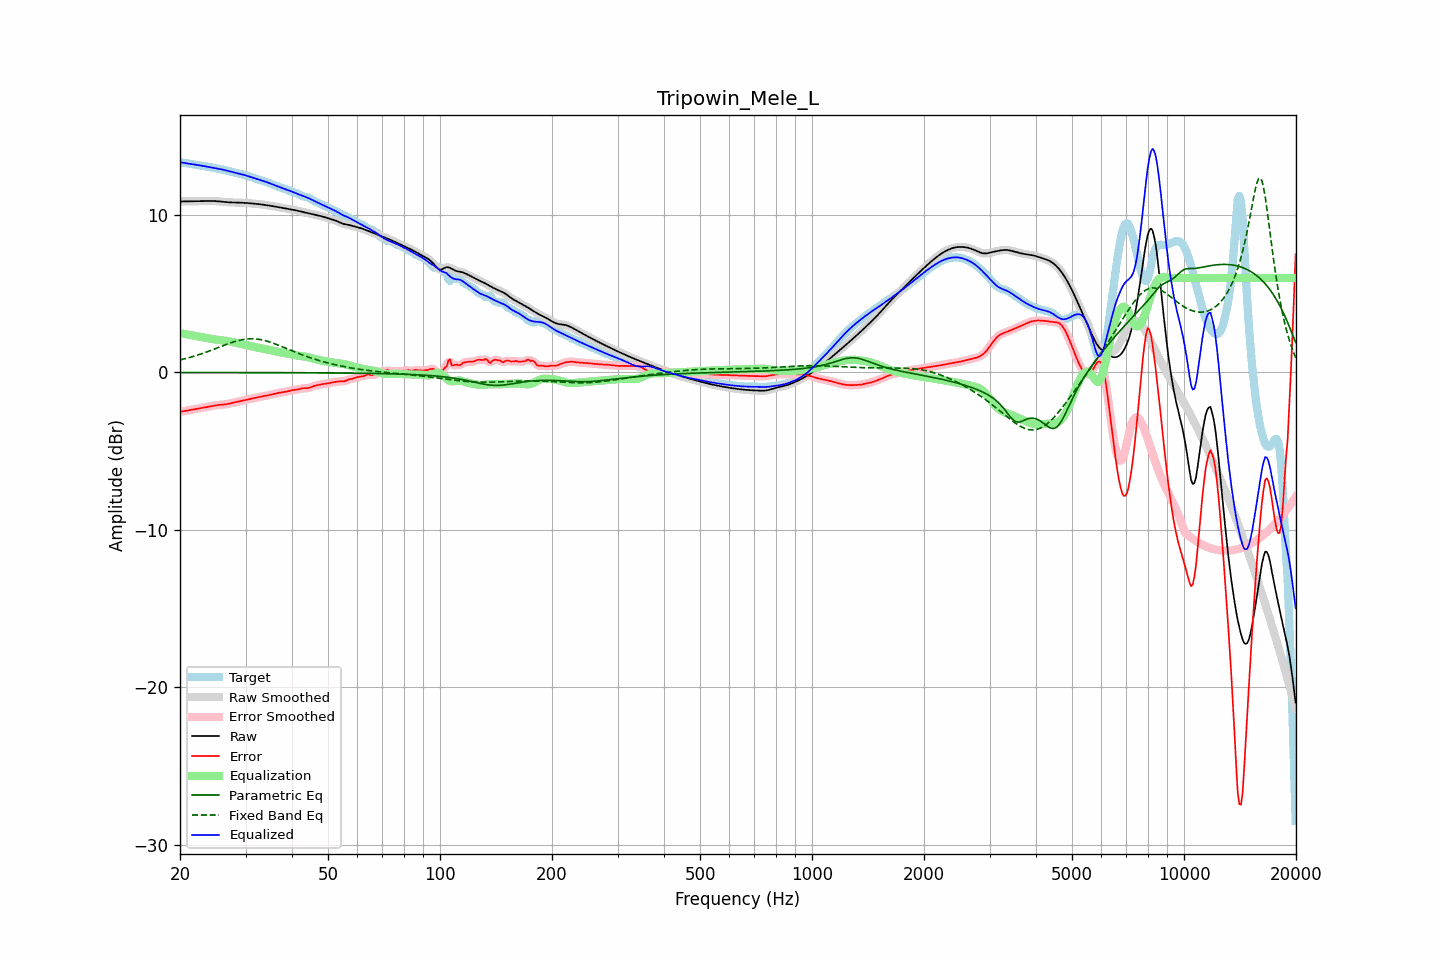 Tripowin_Mele_L
Amplitude (dBr)
10
0
−10
−20
−30
Target
Raw Smoothed
Error Smoothed
Raw
Error
Equalization
Parametric Eq
Fixed Band Eq
Equalized
20 50 100 200 500 1000 2000 5000 10000 20000
Frequency (Hz)